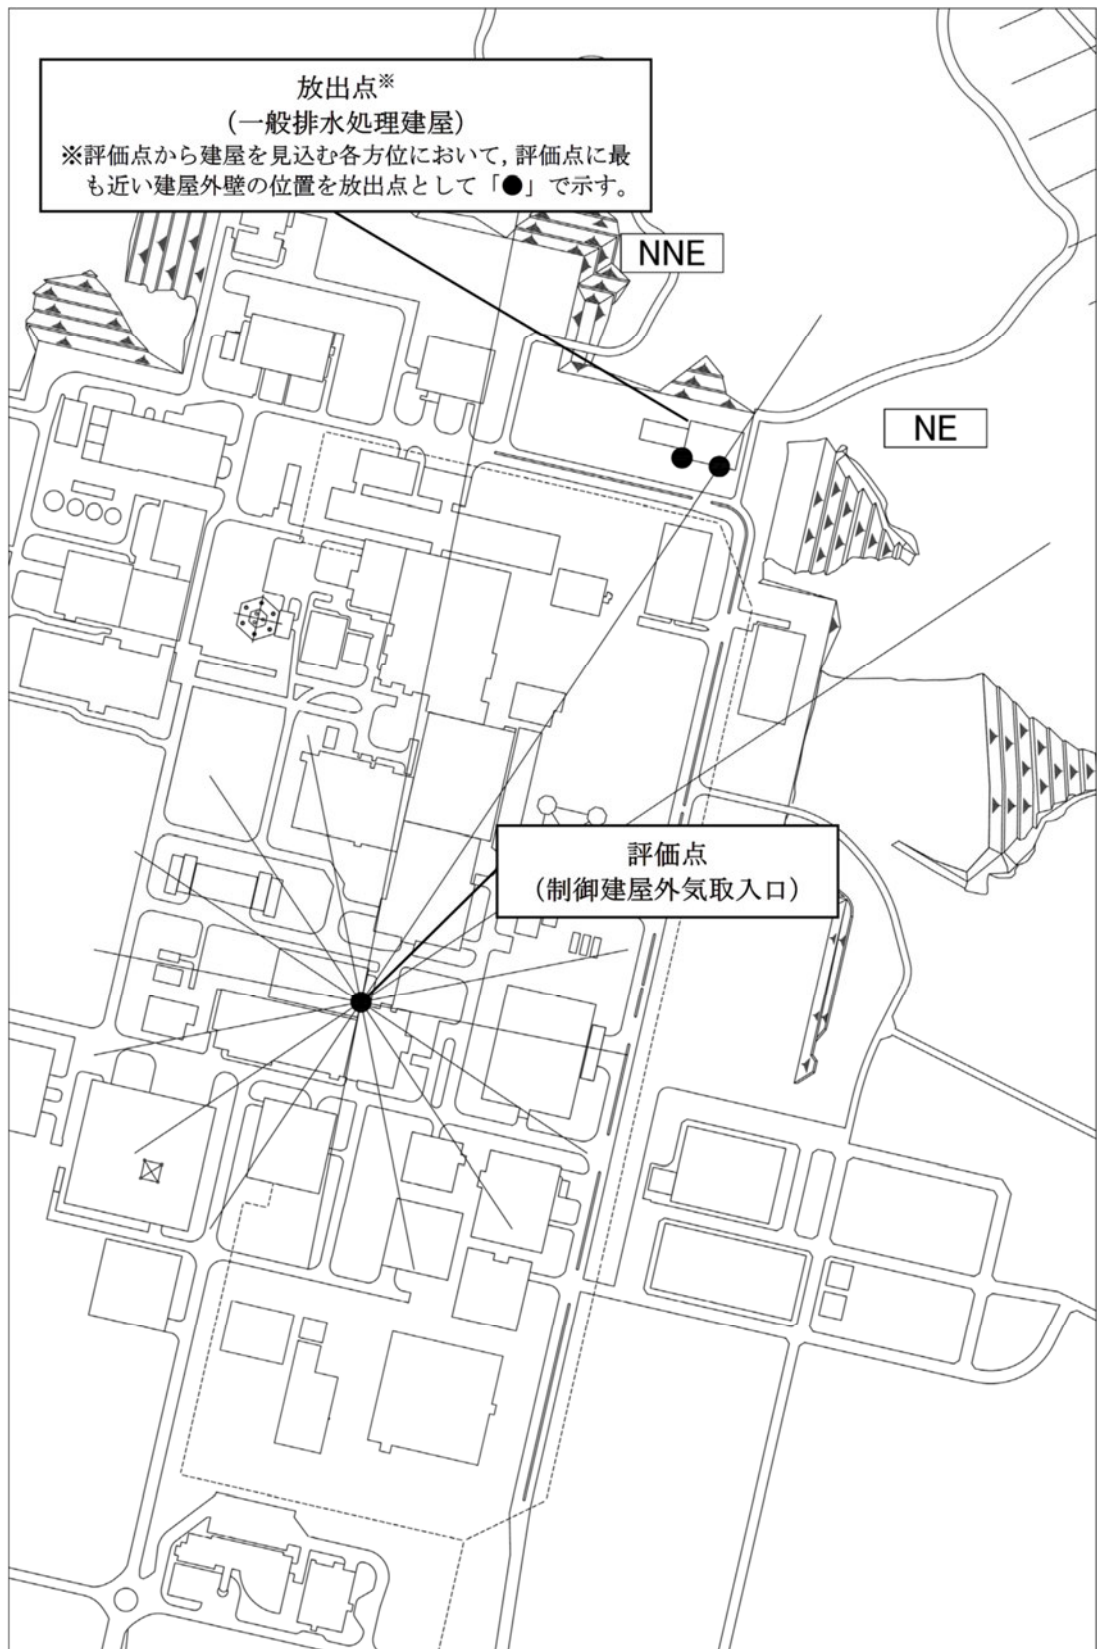 放出点※
（一般排水処理建屋）
※評価点から建屋を見込む各方位において，評価点に最
も近い建屋外壁の位置を放出点として「●」で示す。
NNE
NE
評価点
（制御建屋外気取入口）